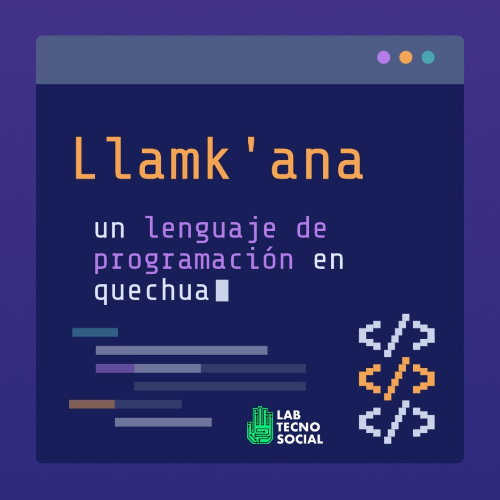 Llamk'ana
un lenguaje de
programación en
quechua
</>
</>
</>
LAB
TECNO
SOCIAL